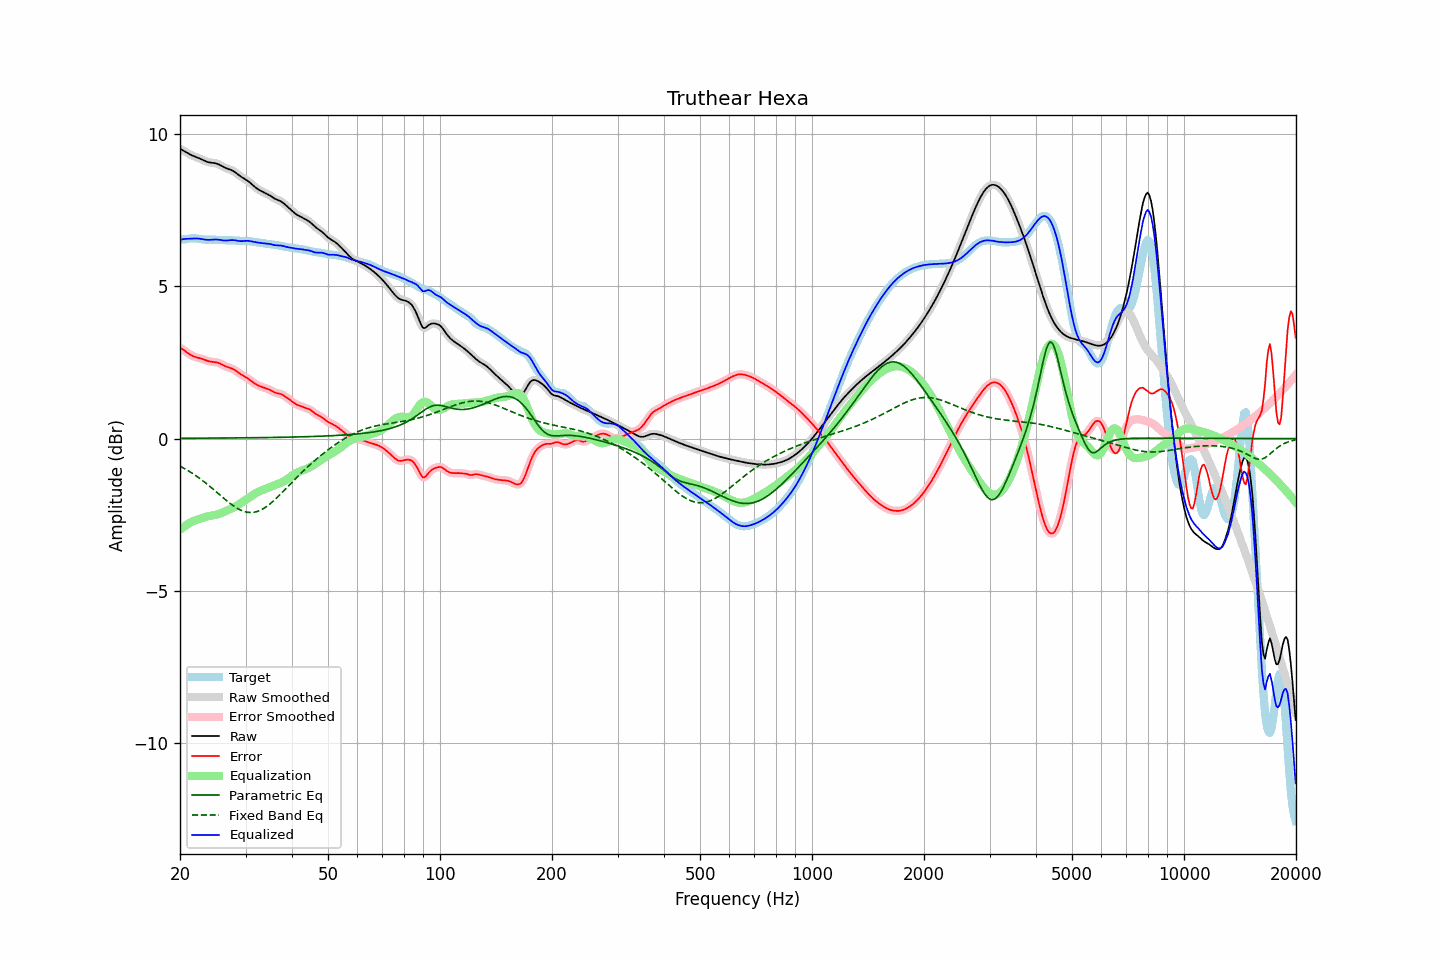 Truthear Hexa
Amplitude (dBr)
10
5
0
−5
−10
Target
Raw Smoothed
Error Smoothed
Raw
Error
Equalization
Parametric Eq
Fixed Band Eq
Equalized
20 50 100 200 500 1000 2000 5000 10000 20000
Frequency (Hz)